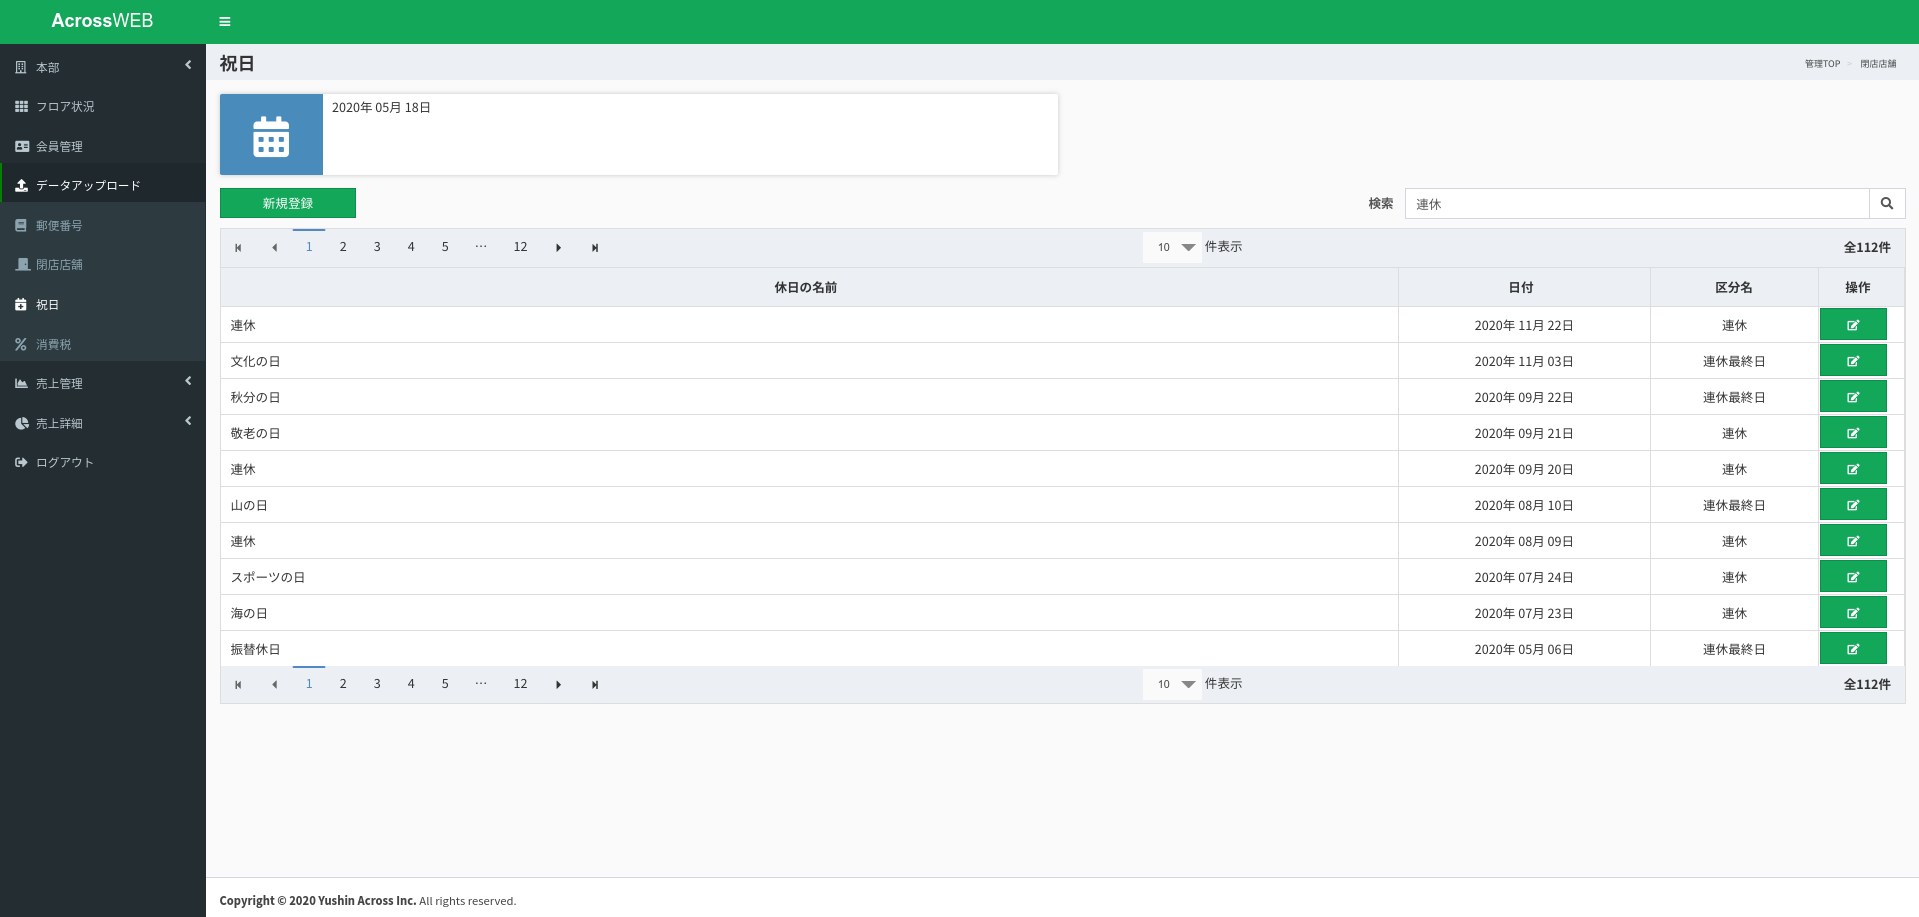 AcrossWEB
本部
フロア状況
会員管理
データアップロード
郵便番号
閉店店舗
祝日
消費税
売上管理
売上詳細
ログアウト
祝日
管理TOP > 閉店店舗
2020年 05月 18日
新規登録
検索 連休
1 2 3 4 5 … 12 10 件表示 全112件
休日の名前 日付 区分名 操作
連休 2020年 11月 22日 連休
文化の日 2020年 11月 03日 連休最終日
秋分の日 2020年 09月 22日 連休最終日
敬老の日 2020年 09月 21日 連休
連休 2020年 09月 20日 連休
山の日 2020年 08月 10日 連休最終日
連休 2020年 08月 09日 連休
スポーツの日 2020年 07月 24日 連休
海の日 2020年 07月 23日 連休
振替休日 2020年 05月 06日 連休最終日
1 2 3 4 5 … 12 10 件表示 全112件
Copyright © 2020 Yushin Across Inc. All rights reserved.